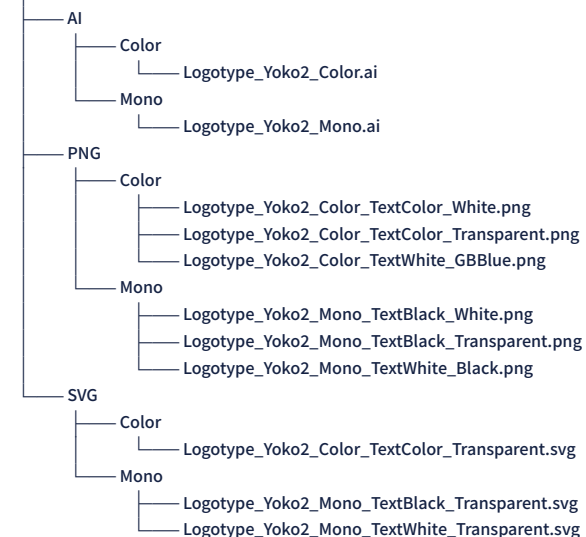 AI
Color
Logotype_Yoko2_Color.ai
Mono
Logotype_Yoko2_Mono.ai
PNG
Color
Logotype_Yoko2_Color_TextColor_White.png
Logotype_Yoko2_Color_TextColor_Transparent.png
Logotype_Yoko2_Color_TextWhite_GBBlue.png
Mono
Logotype_Yoko2_Mono_TextBlack_White.png
Logotype_Yoko2_Mono_TextBlack_Transparent.png
Logotype_Yoko2_Mono_TextWhite_Black.png
SVG
Color
Logotype_Yoko2_Color_TextColor_Transparent.svg
Mono
Logotype_Yoko2_Mono_TextBlack_Transparent.svg
Logotype_Yoko2_Mono_TextWhite_Transparent.svg